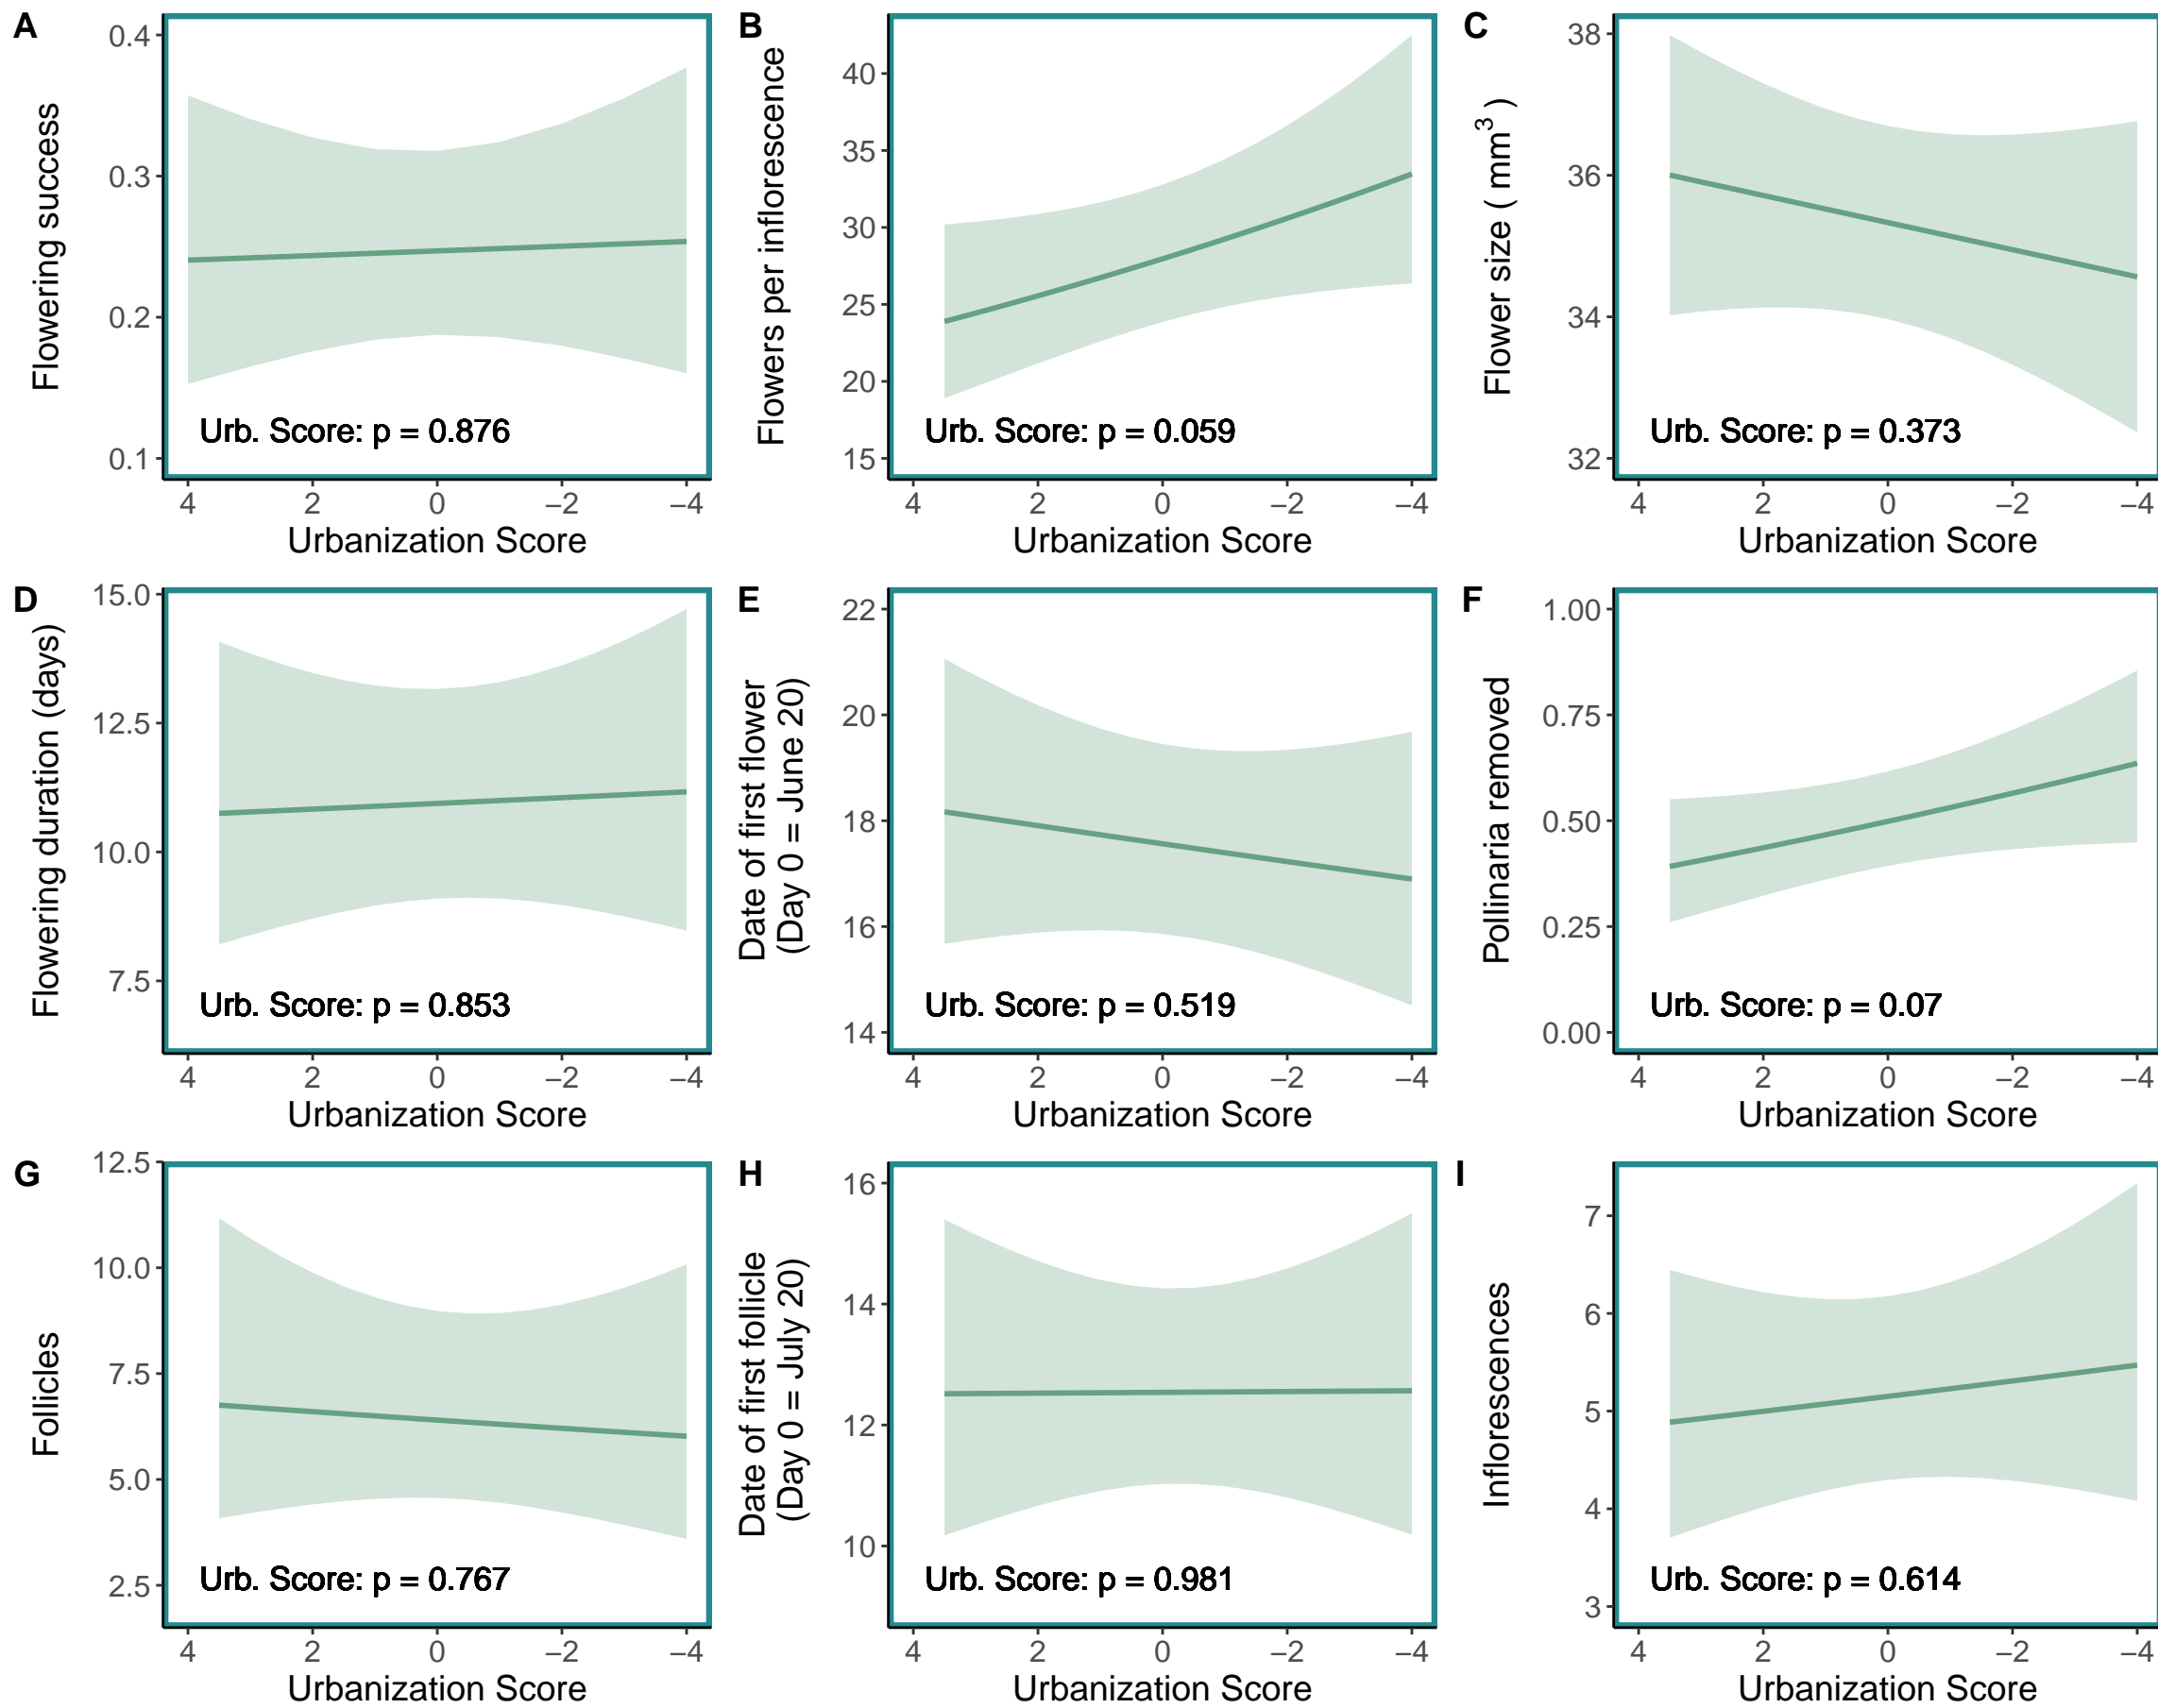 A
Flowering success
0.4
0.3
0.2
0.1
Urb. Score: p = 0.876
4 2 0 −2 −4
Urbanization Score
B
Flowers per inflorescence
40
35
30
25
20
15
Urb. Score: p = 0.059
4 2 0 −2 −4
Urbanization Score
C
Flower size ( mm³ )
38
36
34
32
Urb. Score: p = 0.373
4 2 0 −2 −4
Urbanization Score
D
Flowering duration (days)
15.0
12.5
10.0
7.5
Urb. Score: p = 0.853
4 2 0 −2 −4
Urbanization Score
E
Date of first flower
(Day 0 = June 20)
22
20
18
16
14
Urb. Score: p = 0.519
4 2 0 −2 −4
Urbanization Score
F
Pollinaria removed
1.00
0.75
0.50
0.25
0.00
Urb. Score: p = 0.07
4 2 0 −2 −4
Urbanization Score
G
Follicles
12.5
10.0
7.5
5.0
2.5
Urb. Score: p = 0.767
4 2 0 −2 −4
Urbanization Score
H
Date of first follicle
(Day 0 = July 20)
16
14
12
10
Urb. Score: p = 0.981
4 2 0 −2 −4
Urbanization Score
I
Inflorescences
7
6
5
4
3
Urb. Score: p = 0.614
4 2 0 −2 −4
Urbanization Score